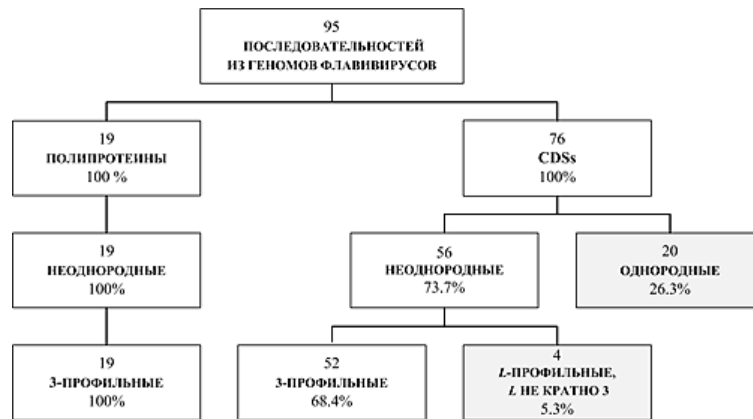 95
ПОСЛЕДОВАТЕЛЬНОСТЕЙ
ИЗ ГЕНОМОВ ФЛАВИВИРУСОВ
19
ПОЛИПРОТЕИНЫ
100 %
76
CDSs
100%
19
НЕОДНОРОДНЫЕ
100%
56
НЕОДНОРОДНЫЕ
73.7%
20
ОДНОРОДНЫЕ
26.3%
19
3-ПРОФИЛЬНЫЕ
100%
52
3-ПРОФИЛЬНЫЕ
68.4%
4
L-ПРОФИЛЬНЫЕ,
L НЕ КРАТНО 3
5.3%